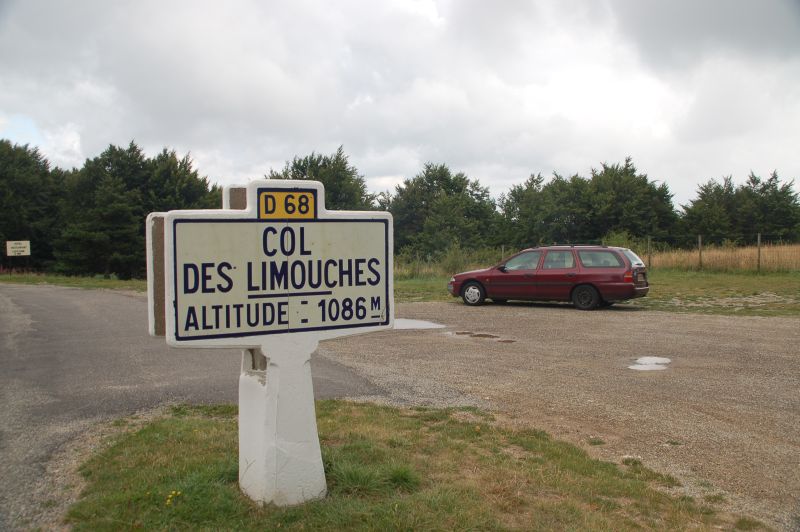 D 68
COL
DES LIMOUCHES
ALTITUDE - 1086 M